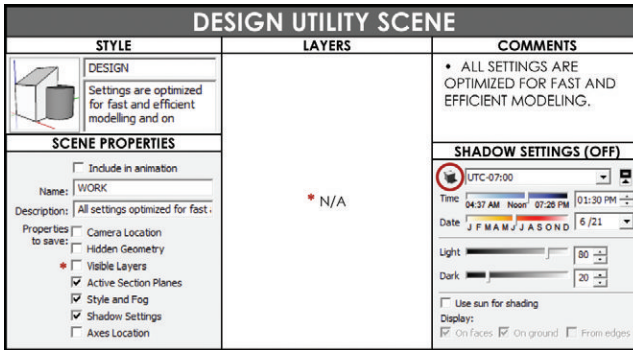 DESIGN UTILITY SCENE
STYLE
DESIGN
Settings are optimized
for fast and efficient
modelling and on
SCENE PROPERTIES
Include in animation
Name: WORK
Description: All settings optimized for fast
Properties
to save:
Camera Location
Hidden Geometry
* Visible Layers
Active Section Planes
Style and Fog
Shadow Settings
Axes Location
LAYERS
* N/A
COMMENTS
• ALL SETTINGS ARE
OPTIMIZED FOR FAST AND
EFFICIENT MODELING.
SHADOW SETTINGS (OFF)
UTC-07:00
Time 04:37 AM Noon 07:26 PM 01:30 PM
Date J F M A M J J A S O N D 6/21
Light 80
Dark 20
Use sun for shading
Display:
On faces On ground From edges